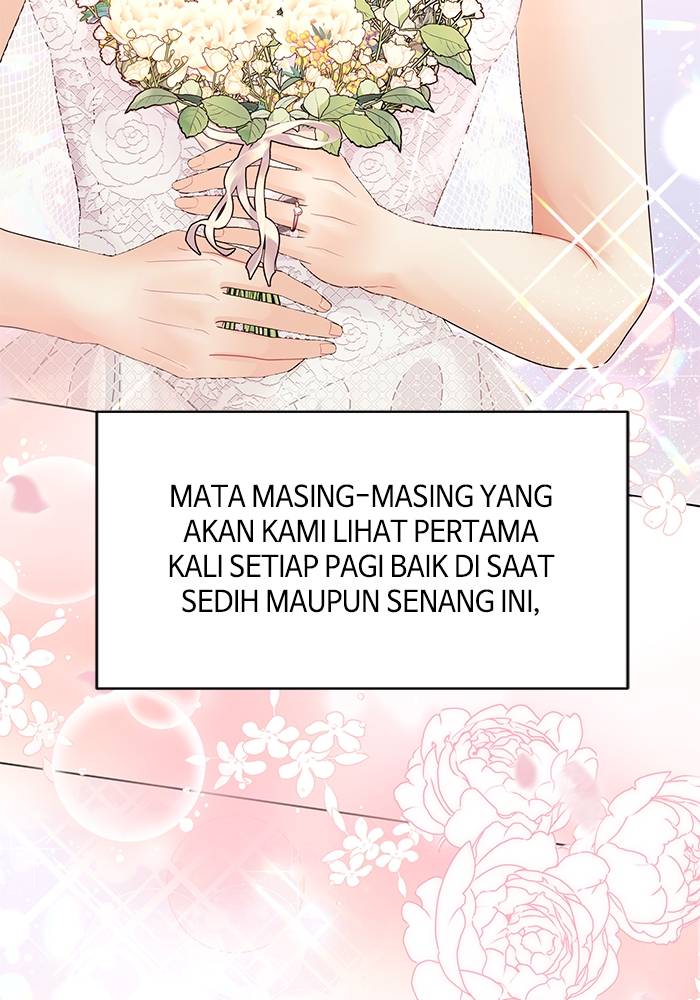 MATA MASING-MASING YANG
AKAN KAMI LIHAT PERTAMA
KALI SETIAP PAGI BAIK DI SAAT
SEDIH MAUPUN SENANG INI,